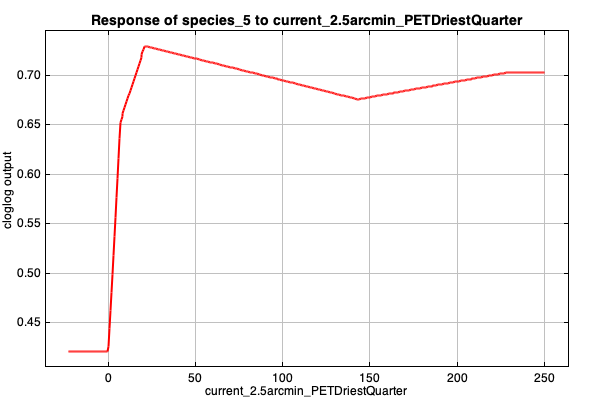 Response of species_5 to current_2.5arcmin_PETDriestQuarter
cloglog output
0.70
0.65
0.60
0.55
0.50
0.45
0 50 100 150 200 250
current_2.5arcmin_PETDriestQuarter